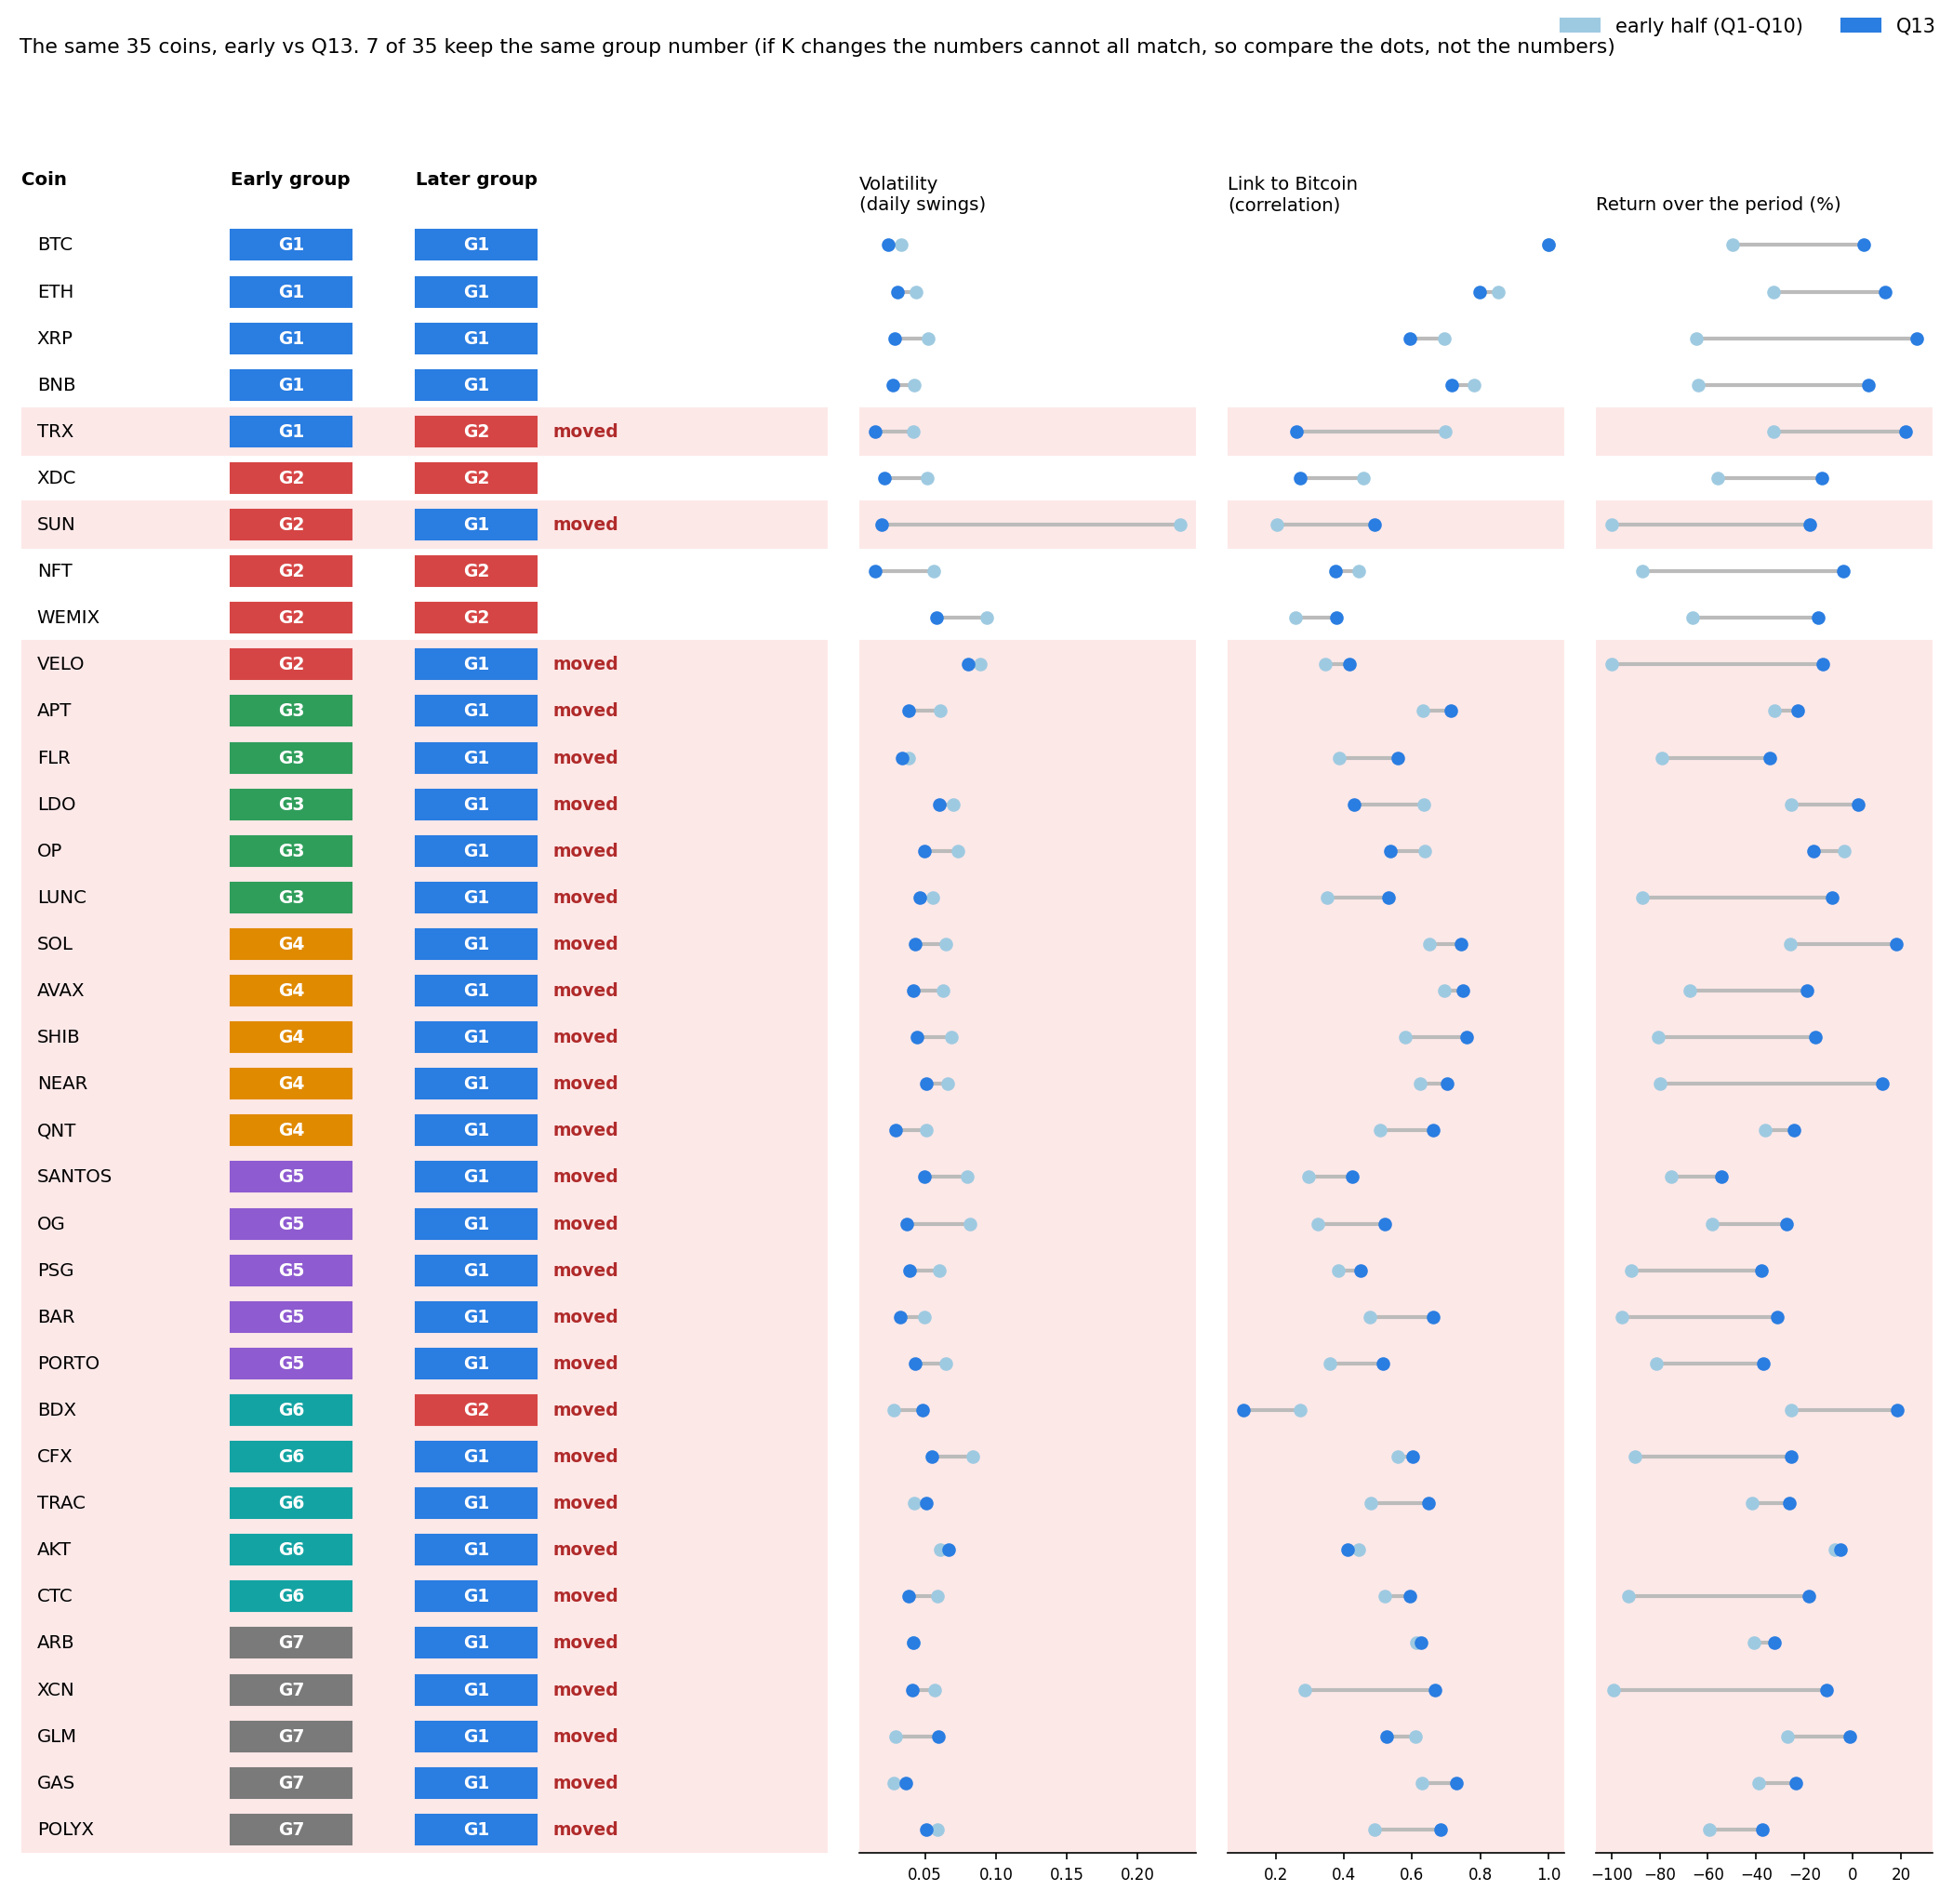 early half (Q1-Q10) Q13
The same 35 coins, early vs Q13. 7 of 35 keep the same group number (if K changes the numbers cannot all match, so compare the dots, not the numbers)
Coin Early group Later group
Volatility
(daily swings)
Link to Bitcoin
(correlation)
Return over the period (%)
BTC G1 G1
ETH G1 G1
XRP G1 G1
BNB G1 G1
TRX G1 G2 moved
XDC G2 G2
SUN G2 G1 moved
NFT G2 G2
WEMIX G2 G2
VELO G2 G1 moved
APT G3 G1 moved
FLR G3 G1 moved
LDO G3 G1 moved
OP G3 G1 moved
LUNC G3 G1 moved
SOL G4 G1 moved
AVAX G4 G1 moved
SHIB G4 G1 moved
NEAR G4 G1 moved
QNT G4 G1 moved
SANTOS G5 G1 moved
OG G5 G1 moved
PSG G5 G1 moved
BAR G5 G1 moved
PORTO G5 G1 moved
BDX G6 G2 moved
CFX G6 G1 moved
TRAC G6 G1 moved
AKT G6 G1 moved
CTC G6 G1 moved
ARB G7 G1 moved
XCN G7 G1 moved
GLM G7 G1 moved
GAS G7 G1 moved
POLYX G7 G1 moved
0.05 0.10 0.15 0.20
0.2 0.4 0.6 0.8 1.0
−100 −80 −60 −40 −20 0 20